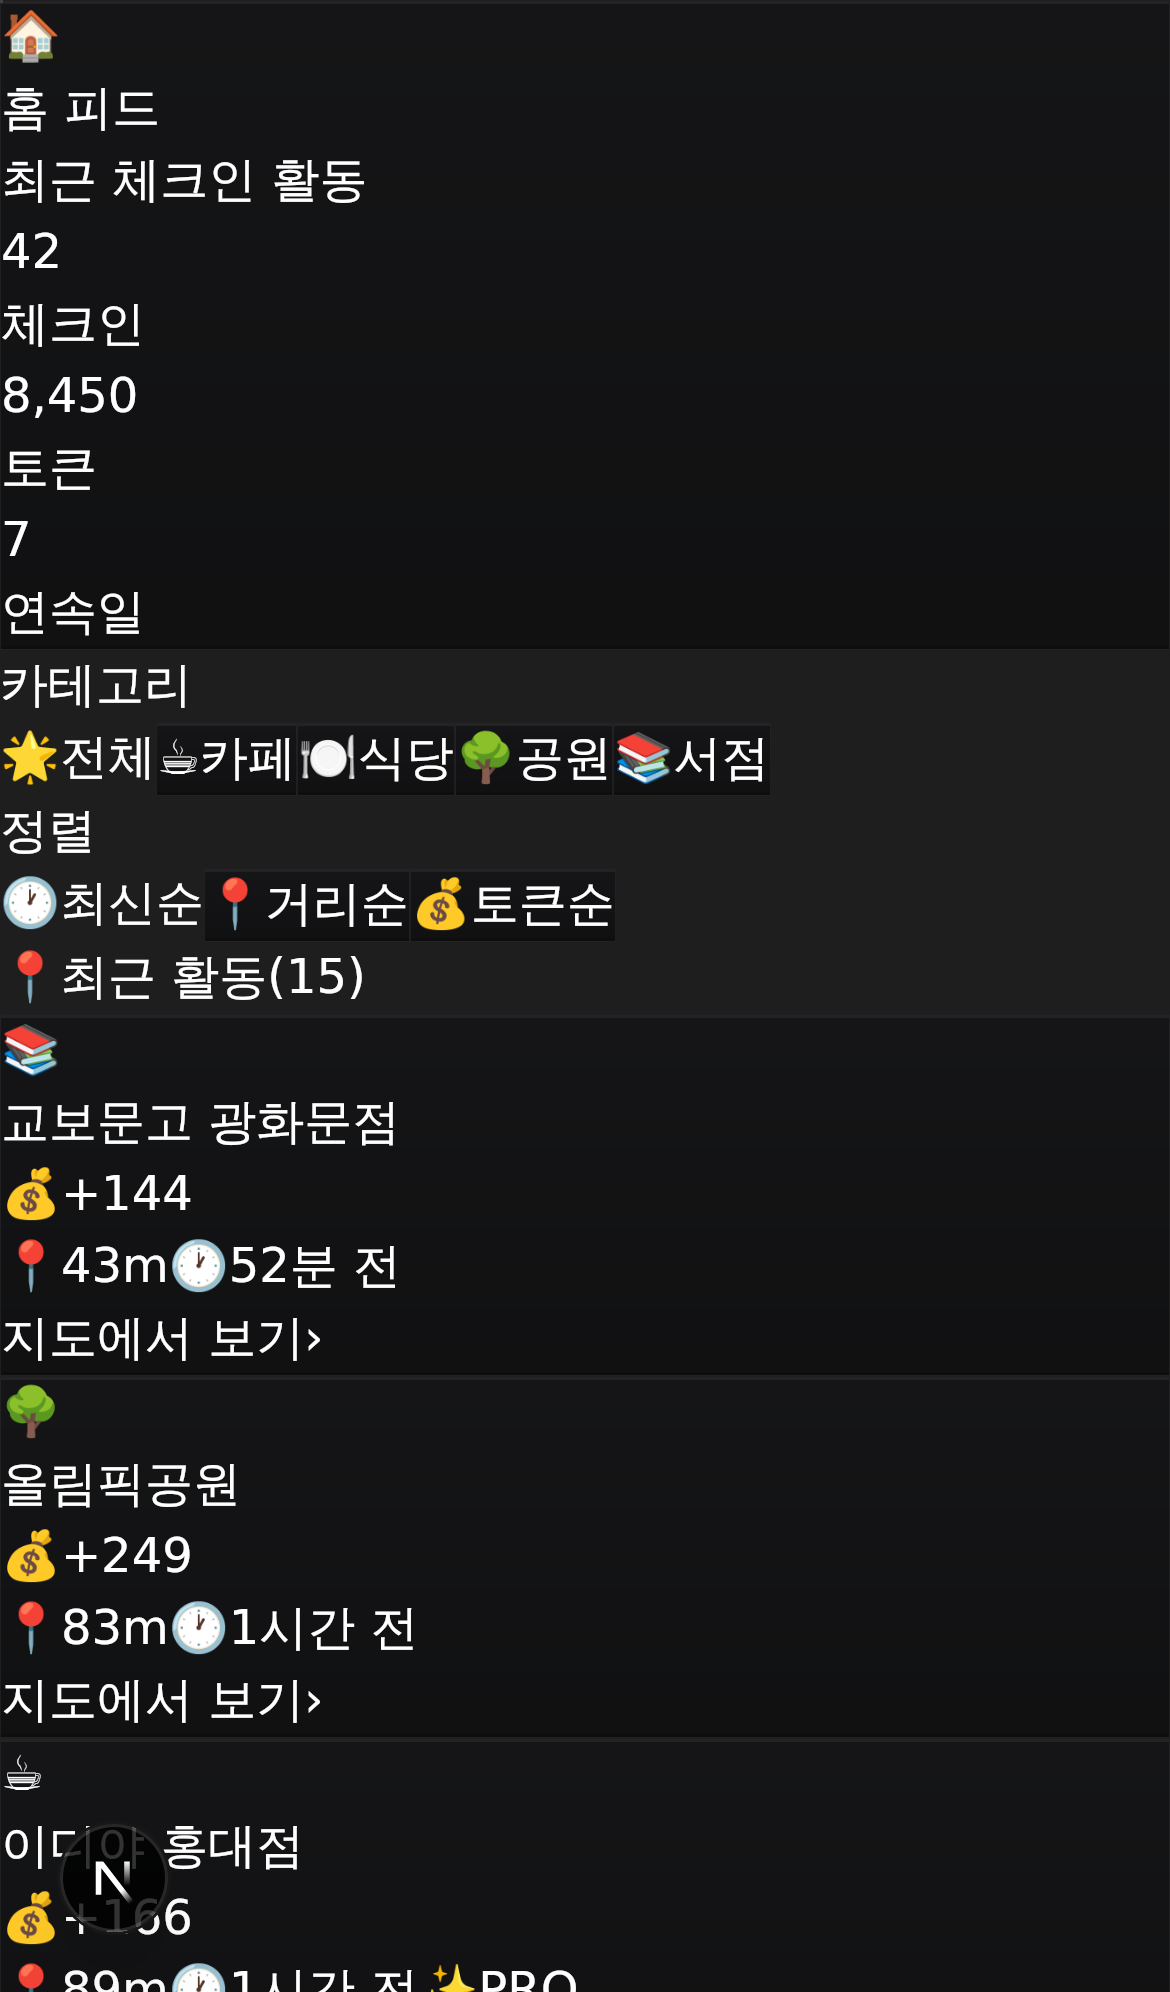 🏠
홈 피드
최근 체크인 활동
42
체크인
8,450
토큰
7
연속일
카테고리
🌟전체☕카페🍽️식당🌳공원📚서점
정렬
🕐최신순📍거리순💰토큰순
📍최근 활동(15)
📚
교보문고 광화문점
💰+144
📍43m🕐52분 전
지도에서 보기›
🌳
올림픽공원
💰+249
📍83m🕐1시간 전
지도에서 보기›
☕
이디야 홍대점
💰+166
📍89m🕐1시간 전✨PRO